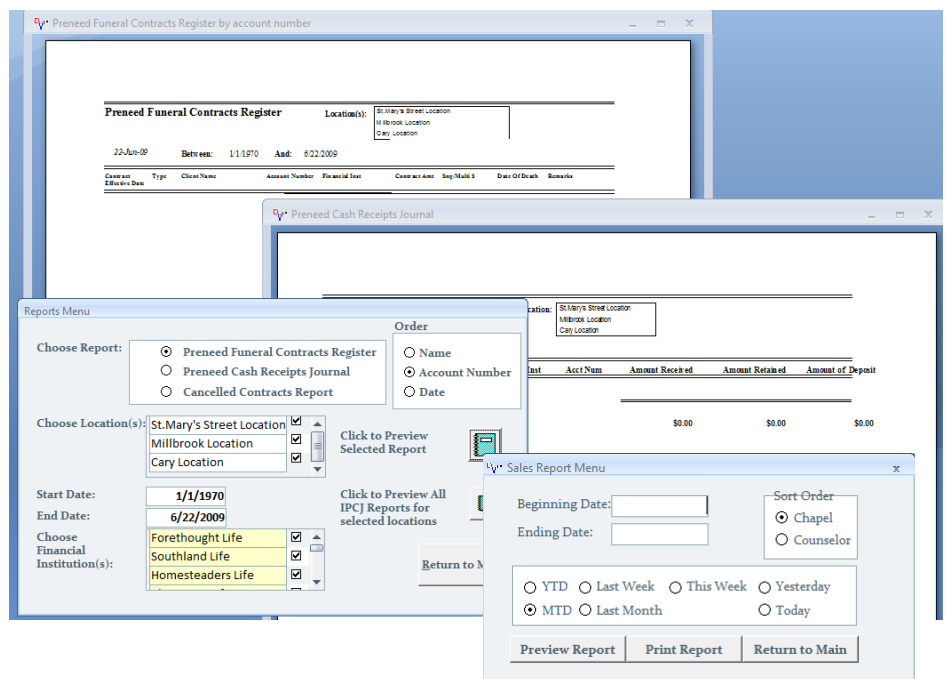 Preneed Funeral Contracts Register by account number
Preneed Funeral Contracts Register
Location(s):
St.Mary's Street Location
Millbrook Location
Cary Location
22-Jun-09 Between: 1/1/1970 And: 6/22/2009
Contract Effective Date Type Client Name Account Number Financial Inst Contract Amt Sng/Multi $ Date Of Death Remarks
Preneed Cash Receipts Journal
cation:
St.Mary's Street Location
Millbrook Location
Cary Location
Inst Acct Num Amount Received Amount Retained Amount of Deposit
$0.00 $0.00 $0.00
Reports Menu
Choose Report:
Preneed Funeral Contracts Register
Preneed Cash Receipts Journal
Cancelled Contracts Report
Order
Name
Account Number
Date
Choose Location(s):
St.Mary's Street Location
Millbrook Location
Cary Location
Click to Preview
Selected Report
Start Date: 1/1/1970
End Date: 6/22/2009
Click to Preview All
IPCJ Reports for
selected locations
Choose
Financial
Institution(s):
Forethought Life
Southland Life
Homesteaders Life
Return to M
Sales Report Menu
Beginning Date:
Ending Date:
Sort Order
Chapel
Counselor
YTD Last Week This Week Yesterday
MTD Last Month Today
Preview Report Print Report Return to Main